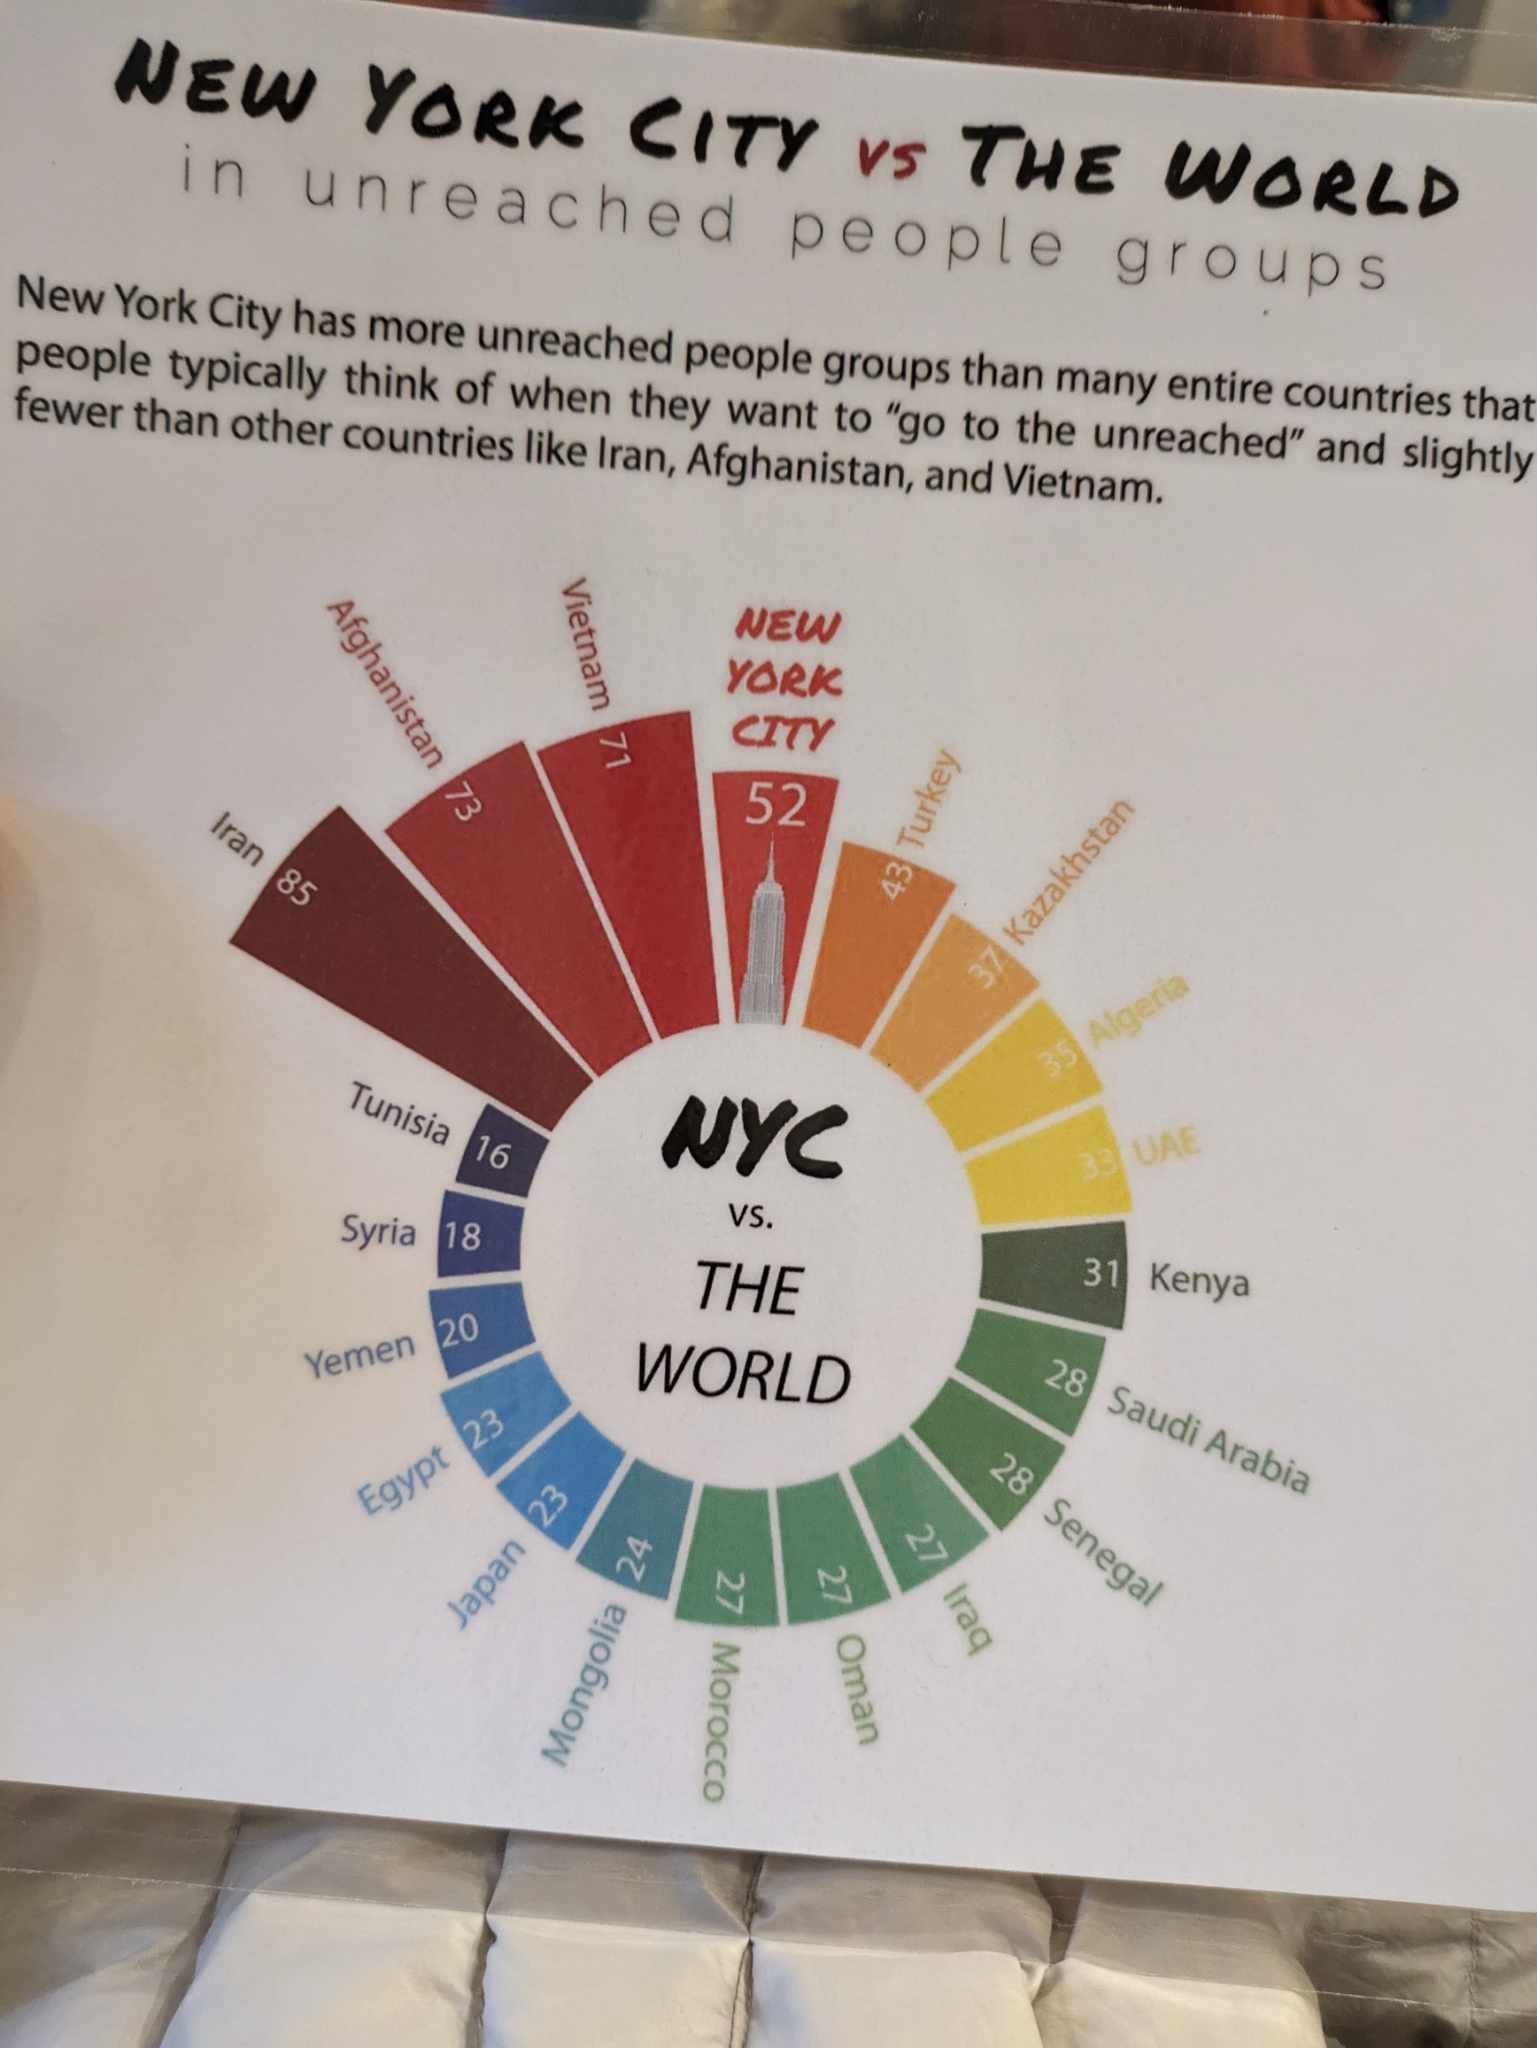 NEW YORK CITY vs THE WORLD
in unreached people groups
New York City has more unreached people groups than many entire countries that
people typically think of when they want to “go to the unreached” and slightly
fewer than other countries like Iran, Afghanistan, and Vietnam.
NEW
YORK
CITY
52
Turkey
43
Kazakhstan
37
Algeria
35
UAE
33
Kenya
31
Saudi Arabia
28
Senegal
28
Iraq
27
Oman
27
Morocco
27
Mongolia
24
Japan
23
Egypt
23
Yemen
20
Syria
18
Tunisia
16
Iran
85
Afghanistan
73
Vietnam
71
NYC
vs.
THE
WORLD